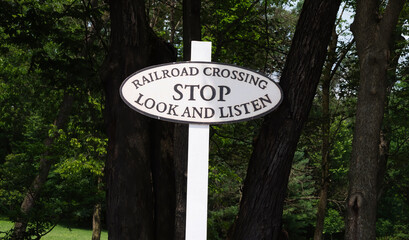 RAILROAD CROSSING
STOP
LOOK AND LISTEN